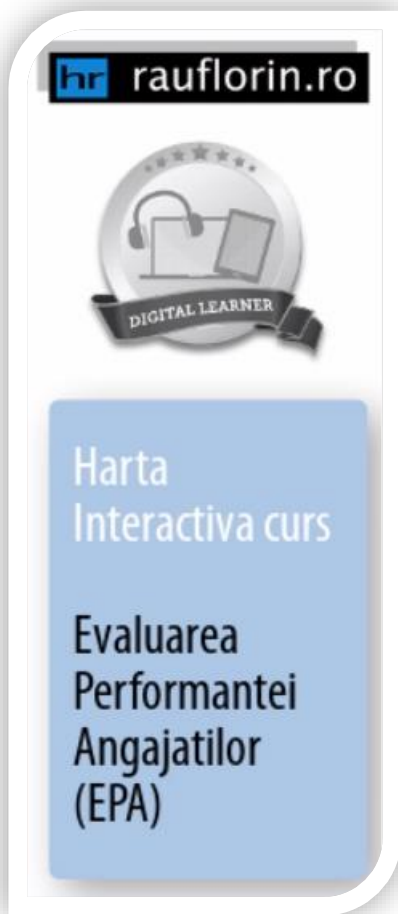 hr rauflorin.ro
DIGITAL LEARNER
Harta
Interactiva curs
Evaluarea
Performantei
Angajatilor
(EPA)